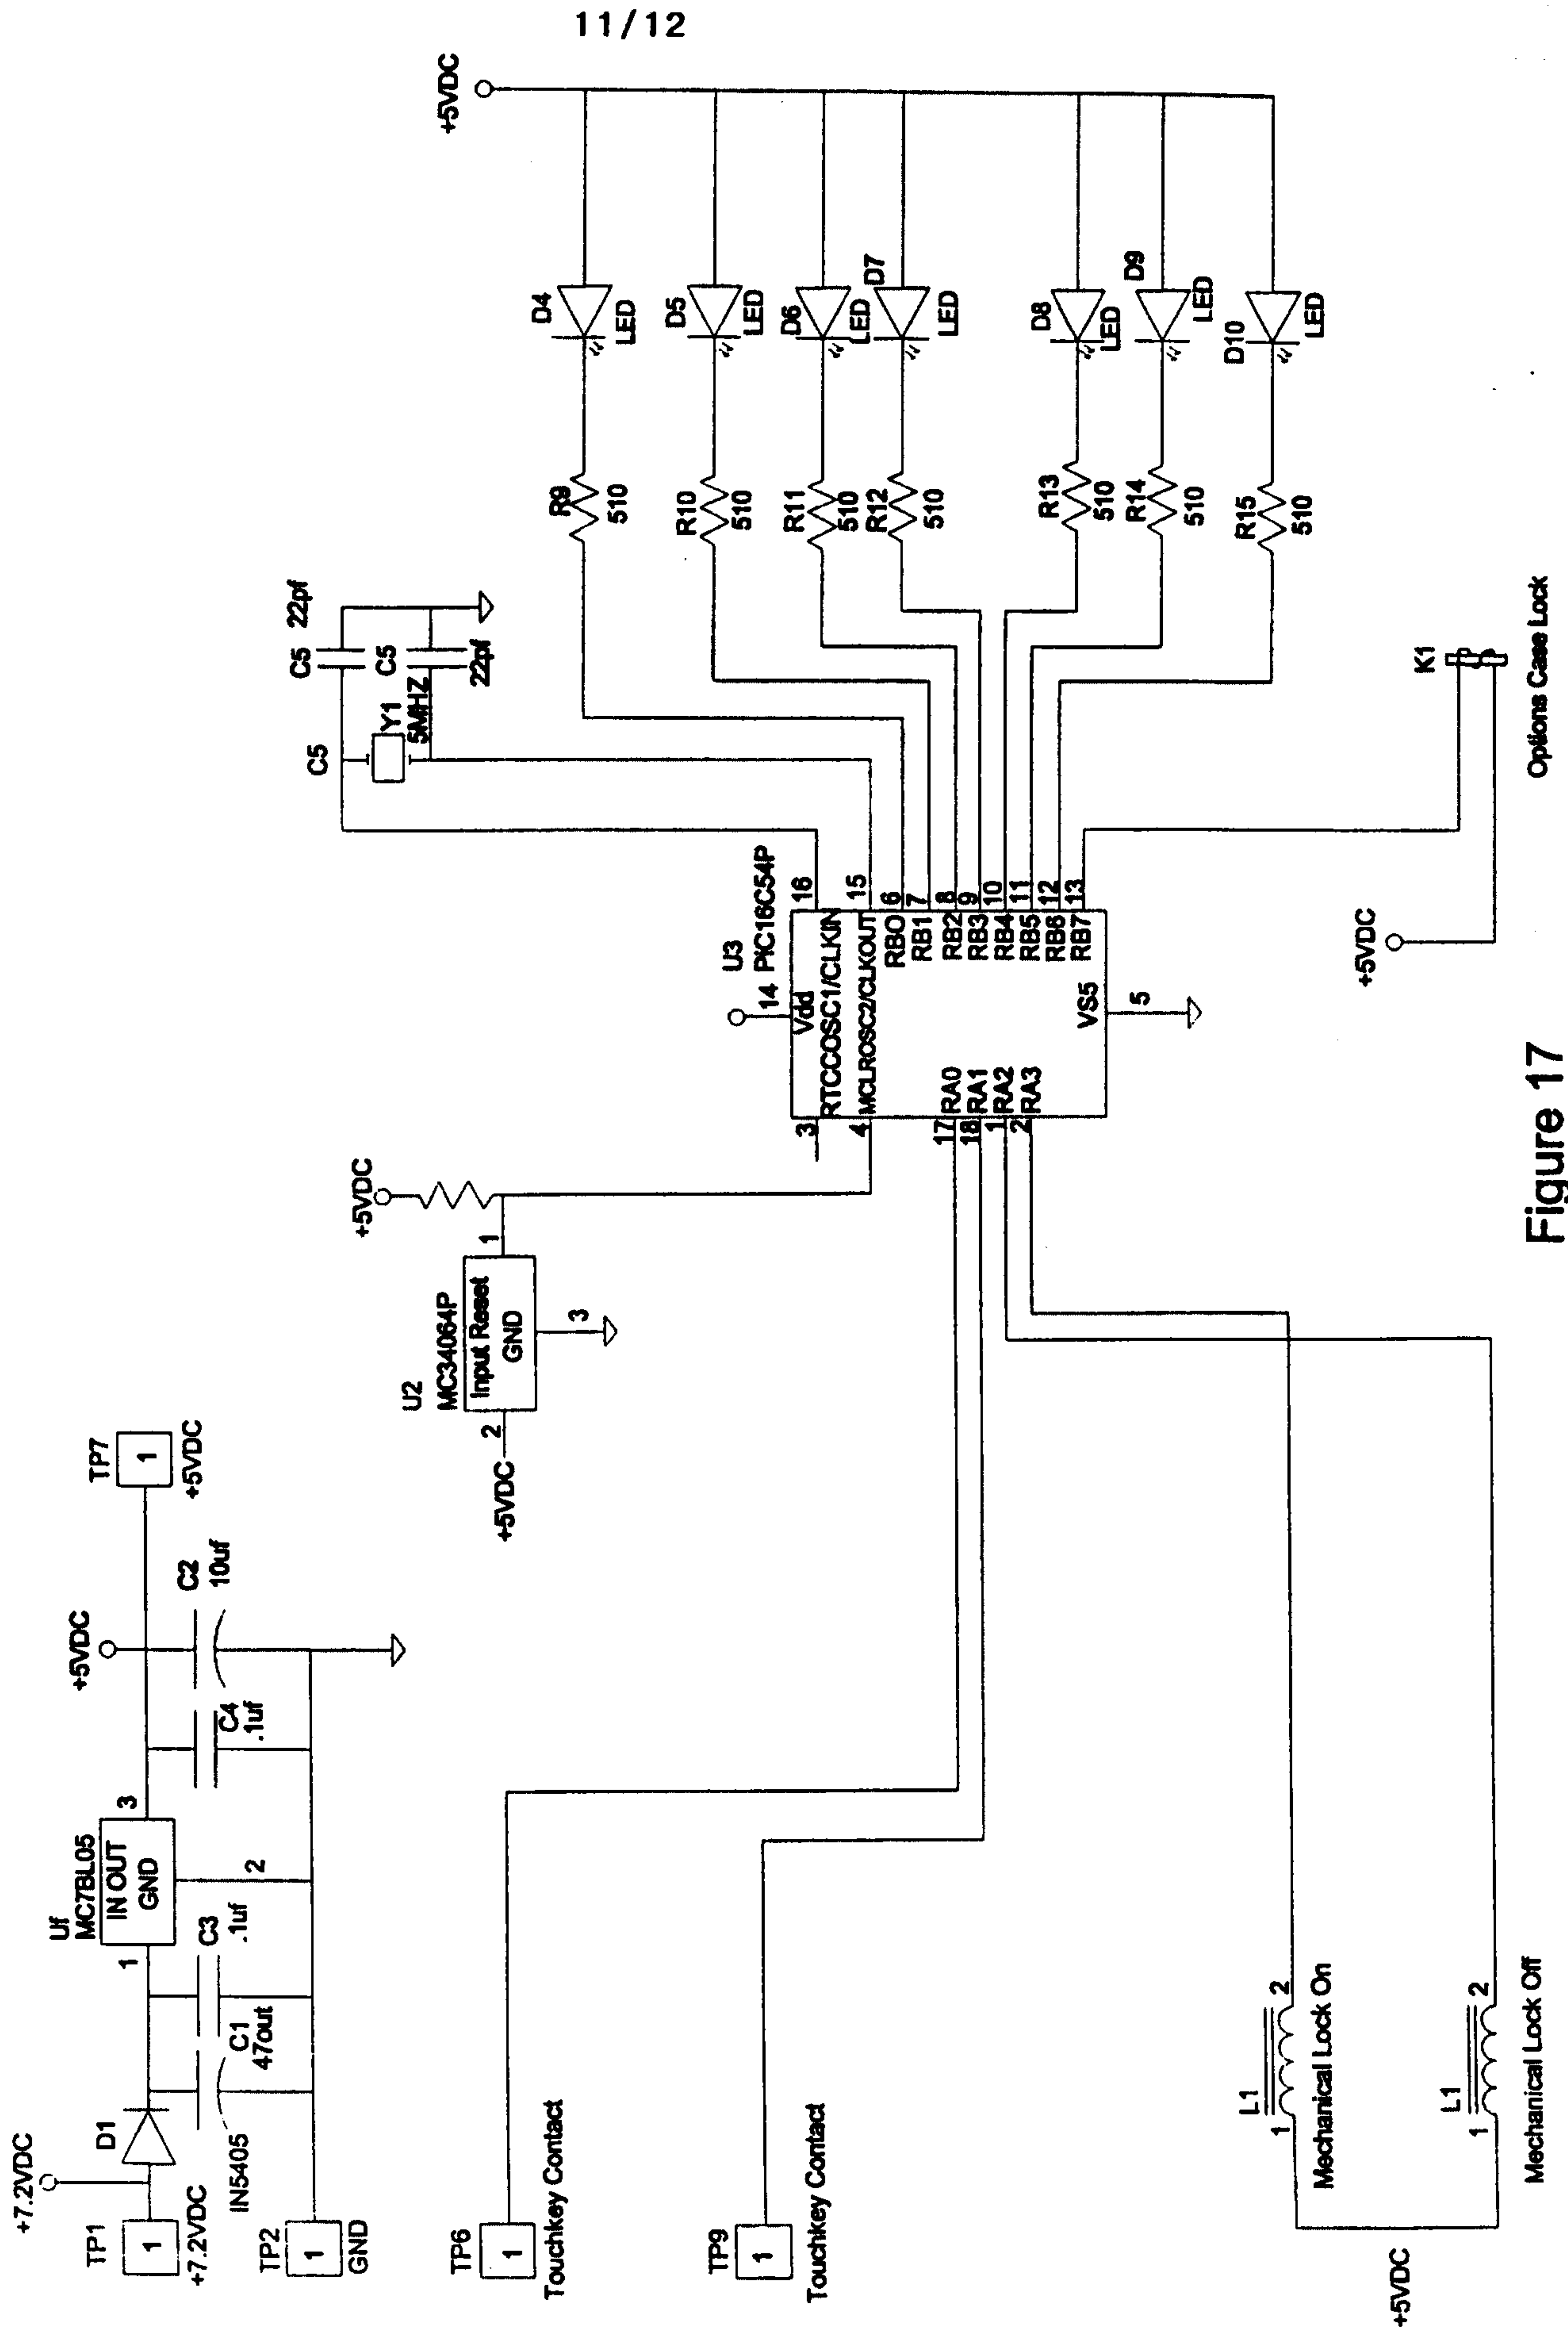 11/12
+7.2VDC
TP1
1
+7.2VDC
D1
IN5405
C1
47out
C3
.1uf
Uf
MC7BL05
IN OUT
GND
1
2
3
C4
.1uf
+5VDC
C2
10uf
TP7
1
+5VDC
TP2
1
GND
U2
MC34064P
Input Reset
GND
+5VDC
2
1
3
+5VDC
C5
Y1
5MHZ
C5
22pf
C5
22pf
+5VDC
TP6
1
Touchkey Contact
TP9
1
Touchkey Contact
U3
PIC16C54P
14
Vdd
RTCCOSC1/CLKIN
MCLROSC2/CLKOUT
3
4
16
15
17
18
1
2
RA0
RA1
RA2
RA3
RBO
RB1
RB2
RB3
RB4
RB5
RB6
RB7
6
7
8
9
10
11
12
13
VS5
5
R9
510
D4
LED
R10
510
D5
LED
R11
510
D6
LED
R12
510
D7
LED
R13
510
D8
LED
R14
510
D9
LED
R15
510
D10
LED
L1
1
2
Mechanical Lock On
L1
1
2
Mechanical Lock Off
+5VDC
+5VDC
K1
Options Case Lock
Figure 17